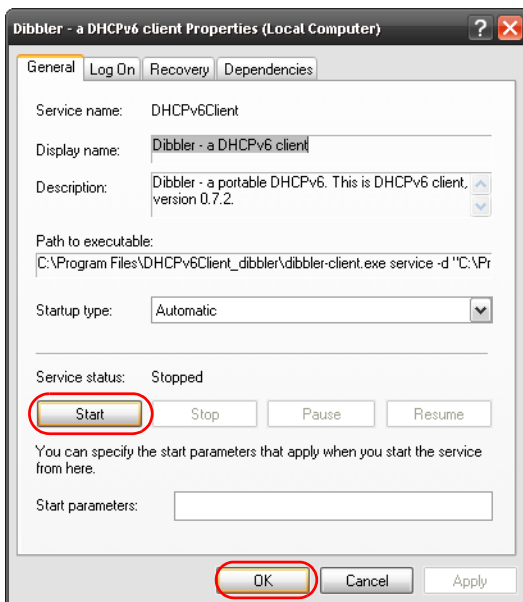 Dibbler - a DHCPv6 client Properties (Local Computer)
General Log On Recovery Dependencies
Service name: DHCPv6Client
Display name: Dibbler - a DHCPv6 client
Description: Dibbler - a portable DHCPv6. This is DHCPv6 client,
version 0.7.2.
Path to executable:
C:\Program Files\DHCPv6Client_dibbler\dibbler-client.exe service -d "C:\Pr
Startup type: Automatic
Service status: Stopped
Start Stop Pause Resume
You can specify the start parameters that apply when you start the service
from here.
Start parameters:
OK Cancel Apply